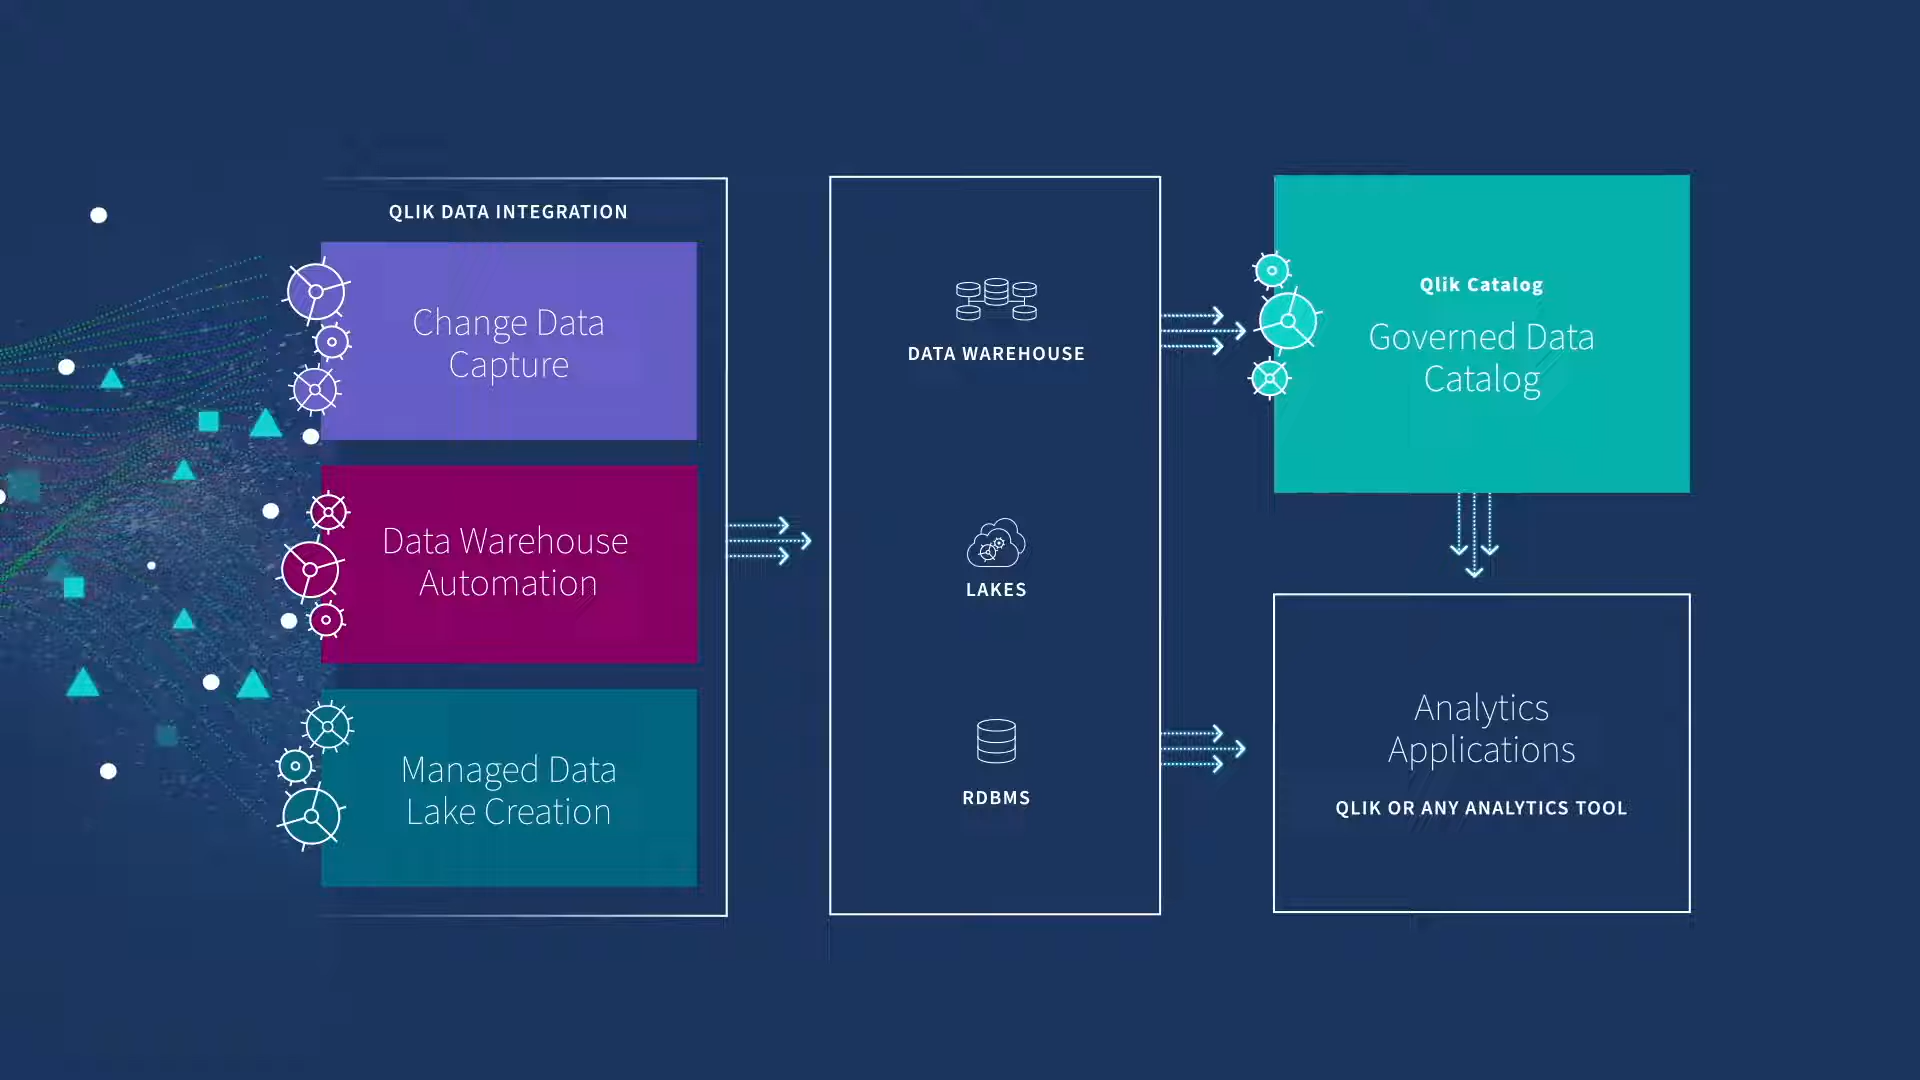 QLIK DATA INTEGRATION
Change Data
Capture
Data Warehouse
Automation
Managed Data
Lake Creation
DATA WAREHOUSE
LAKES
RDBMS
Qlik Catalog
Governed Data
Catalog
Analytics
Applications
QLIK OR ANY ANALYTICS TOOL